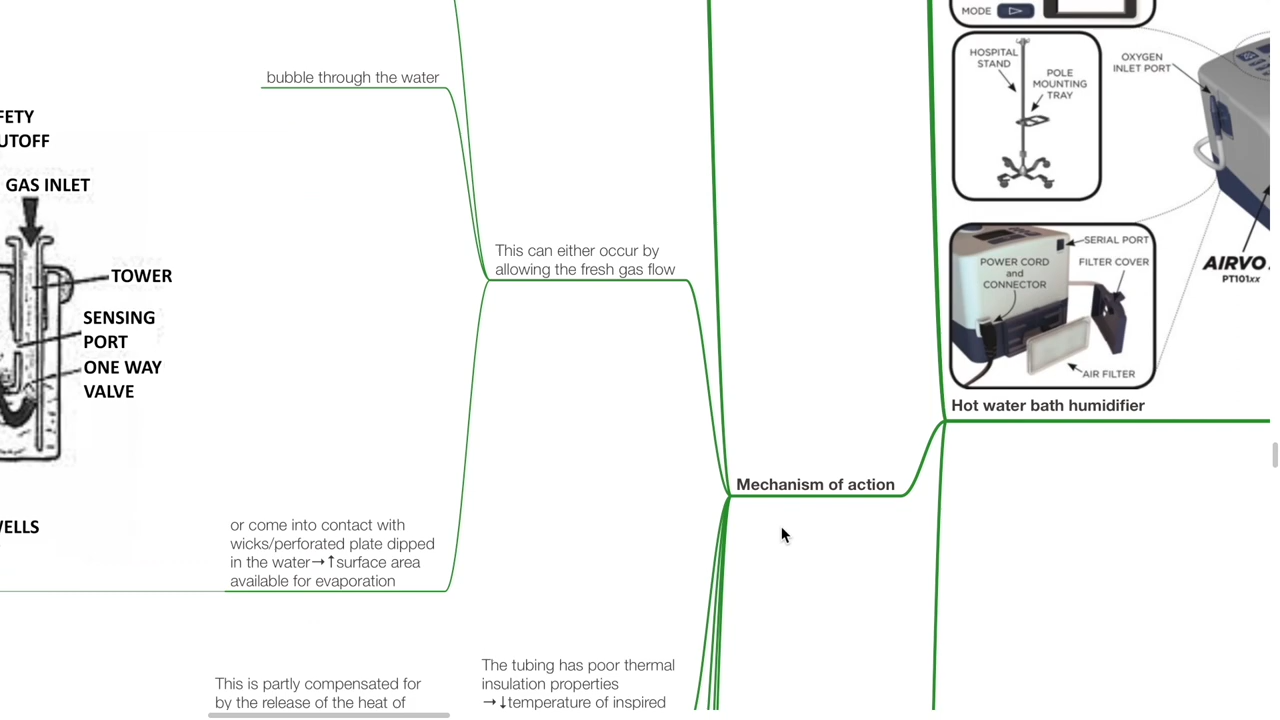 bubble through the water
GAS INLET
TOWER
SENSING
PORT
ONE WAY
VALVE
or come into contact with
wicks/perforated plate dipped
in the water→↑surface area
available for evaporation
This is partly compensated for
by the release of the heat of
This can either occur by
allowing the fresh gas flow
The tubing has poor thermal
insulation properties
→↓temperature of inspired
Mechanism of action
MODE
HOSPITAL
STAND
POLE
MOUNTING
TRAY
OXYGEN
INLET PORT
SERIAL PORT
POWER CORD
and
CONNECTOR
FILTER COVER
AIR FILTER
AIRVO
PT101xx
Hot water bath humidifier